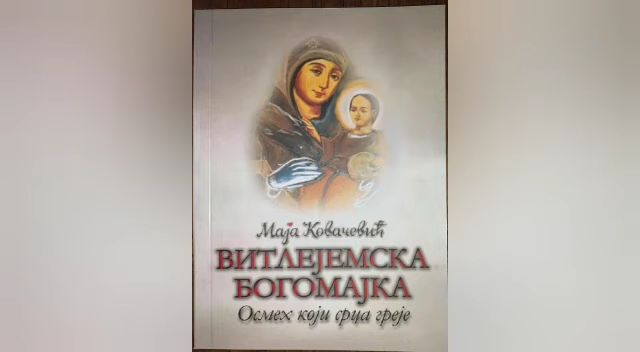 Маја Ковачевић
ВИТЛЕЈЕМСКА
БОГОМАЈКА
Осмех који срца греје